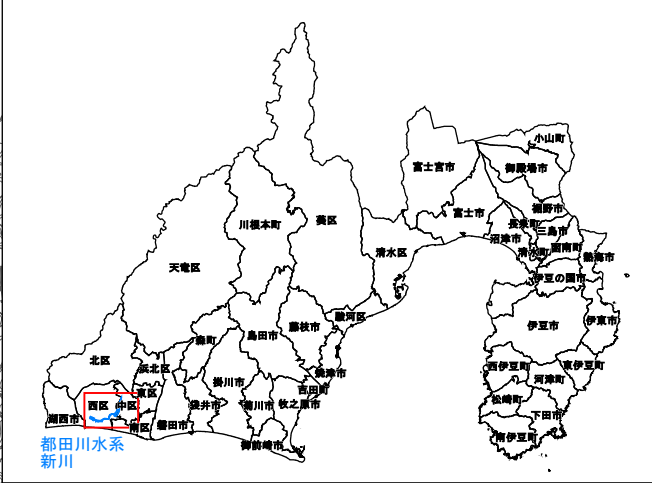 小山町
富士宮市
御殿場市
裾野市
富士市
長泉町
三島市
沼津市
清水町
函南町
熱海市
伊豆の国市
川根本町
葵区
清水区
天竜区
伊豆市
伊東市
駿河区
藤枝市
島田市
森町
北区
浜北区
焼津市
西伊豆町
東伊豆町
河津町
掛川市
吉田町
東区
西区
中区
袋井市
菊川市
牧之原市
松崎町
下田市
湖西市
南区
磐田市
御前崎市
南伊豆町
都田川水系
新川